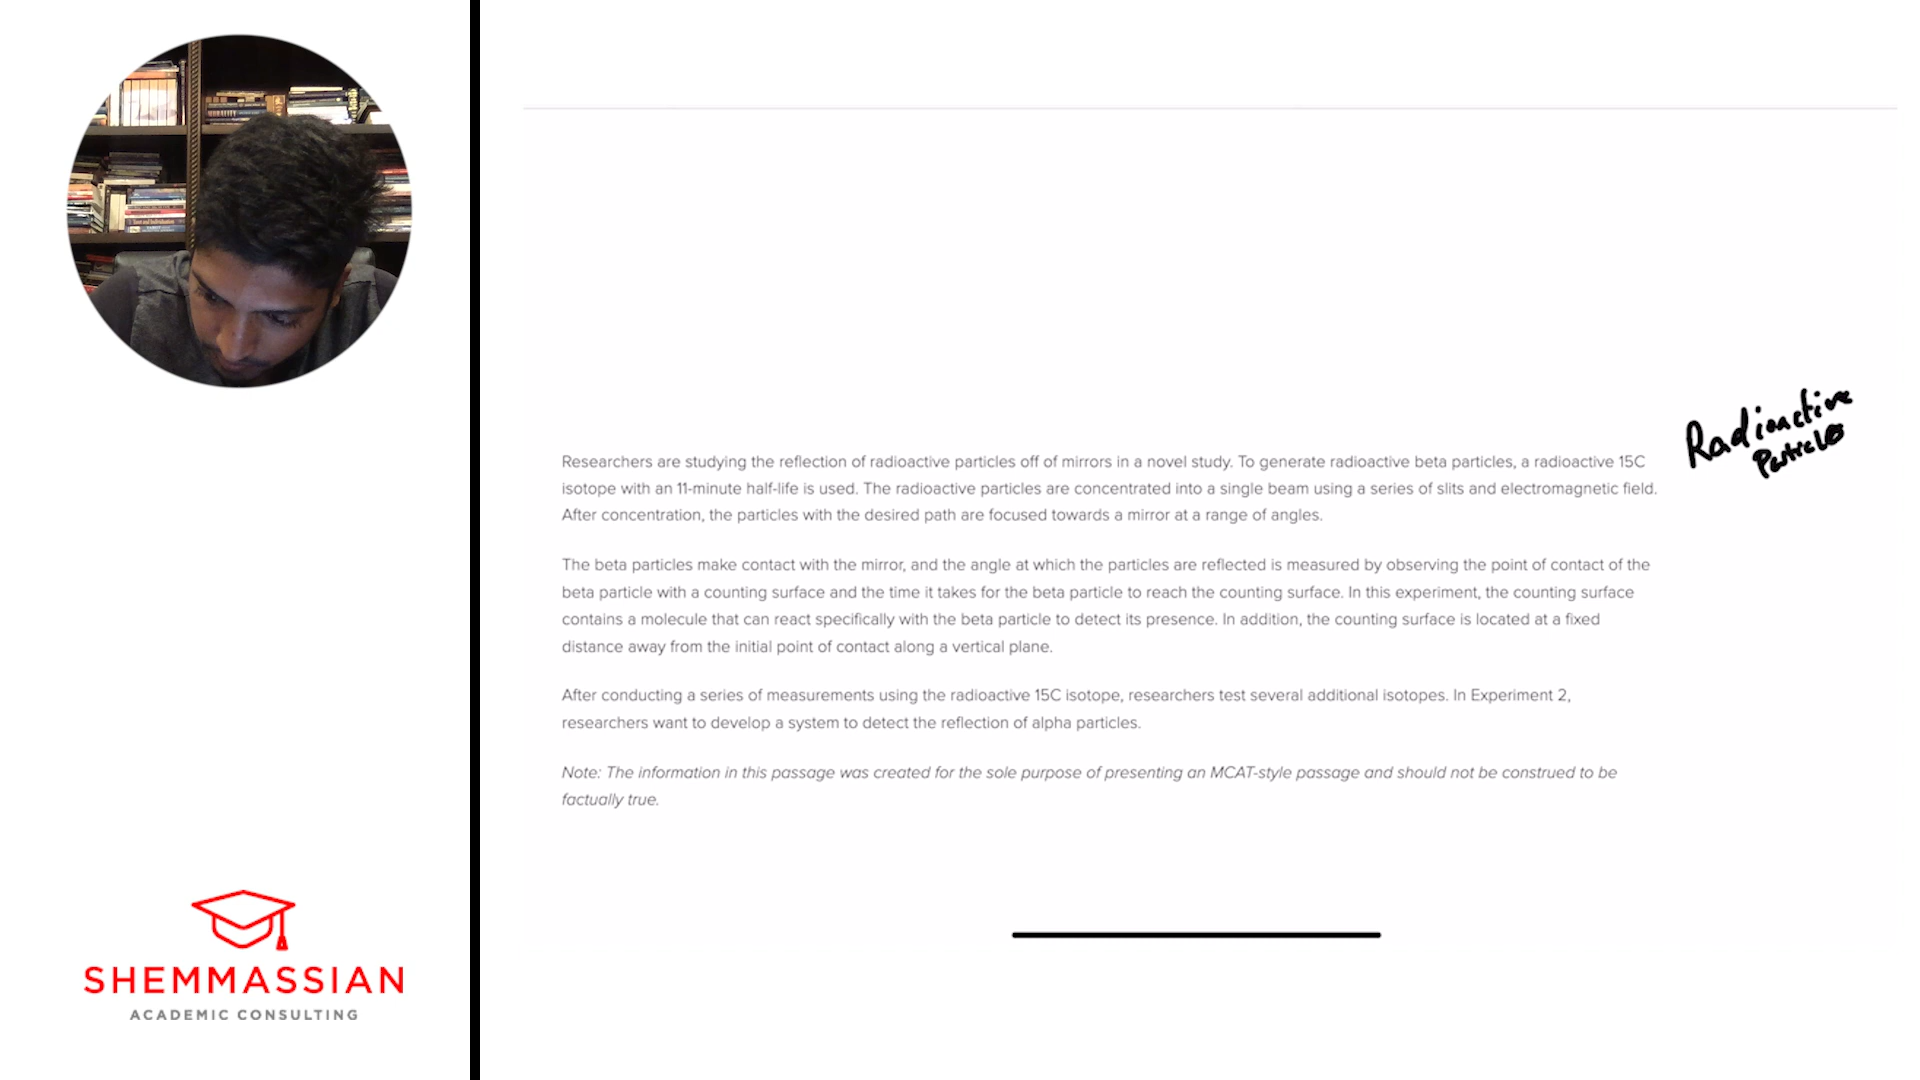 Radioactive
Particles
Researchers are studying the reflection of radioactive particles off of mirrors in a novel study. To generate radioactive beta particles, a radioactive 15C
isotope with an 11-minute half-life is used. The radioactive particles are concentrated into a single beam using a series of slits and electromagnetic field.
After concentration, the particles with the desired path are focused towards a mirror at a range of angles.
The beta particles make contact with the mirror, and the angle at which the particles are reflected is measured by observing the point of contact of the
beta particle with a counting surface and the time it takes for the beta particle to reach the counting surface. In this experiment, the counting surface
contains a molecule that can react specifically with the beta particle to detect its presence. In addition, the counting surface is located at a fixed
distance away from the initial point of contact along a vertical plane.
After conducting a series of measurements using the radioactive 15C isotope, researchers test several additional isotopes. In Experiment 2,
researchers want to develop a system to detect the reflection of alpha particles.
Note: The information in this passage was created for the sole purpose of presenting an MCAT-style passage and should not be construed to be
factually true.
SHEMMASSIAN
ACADEMIC CONSULTING